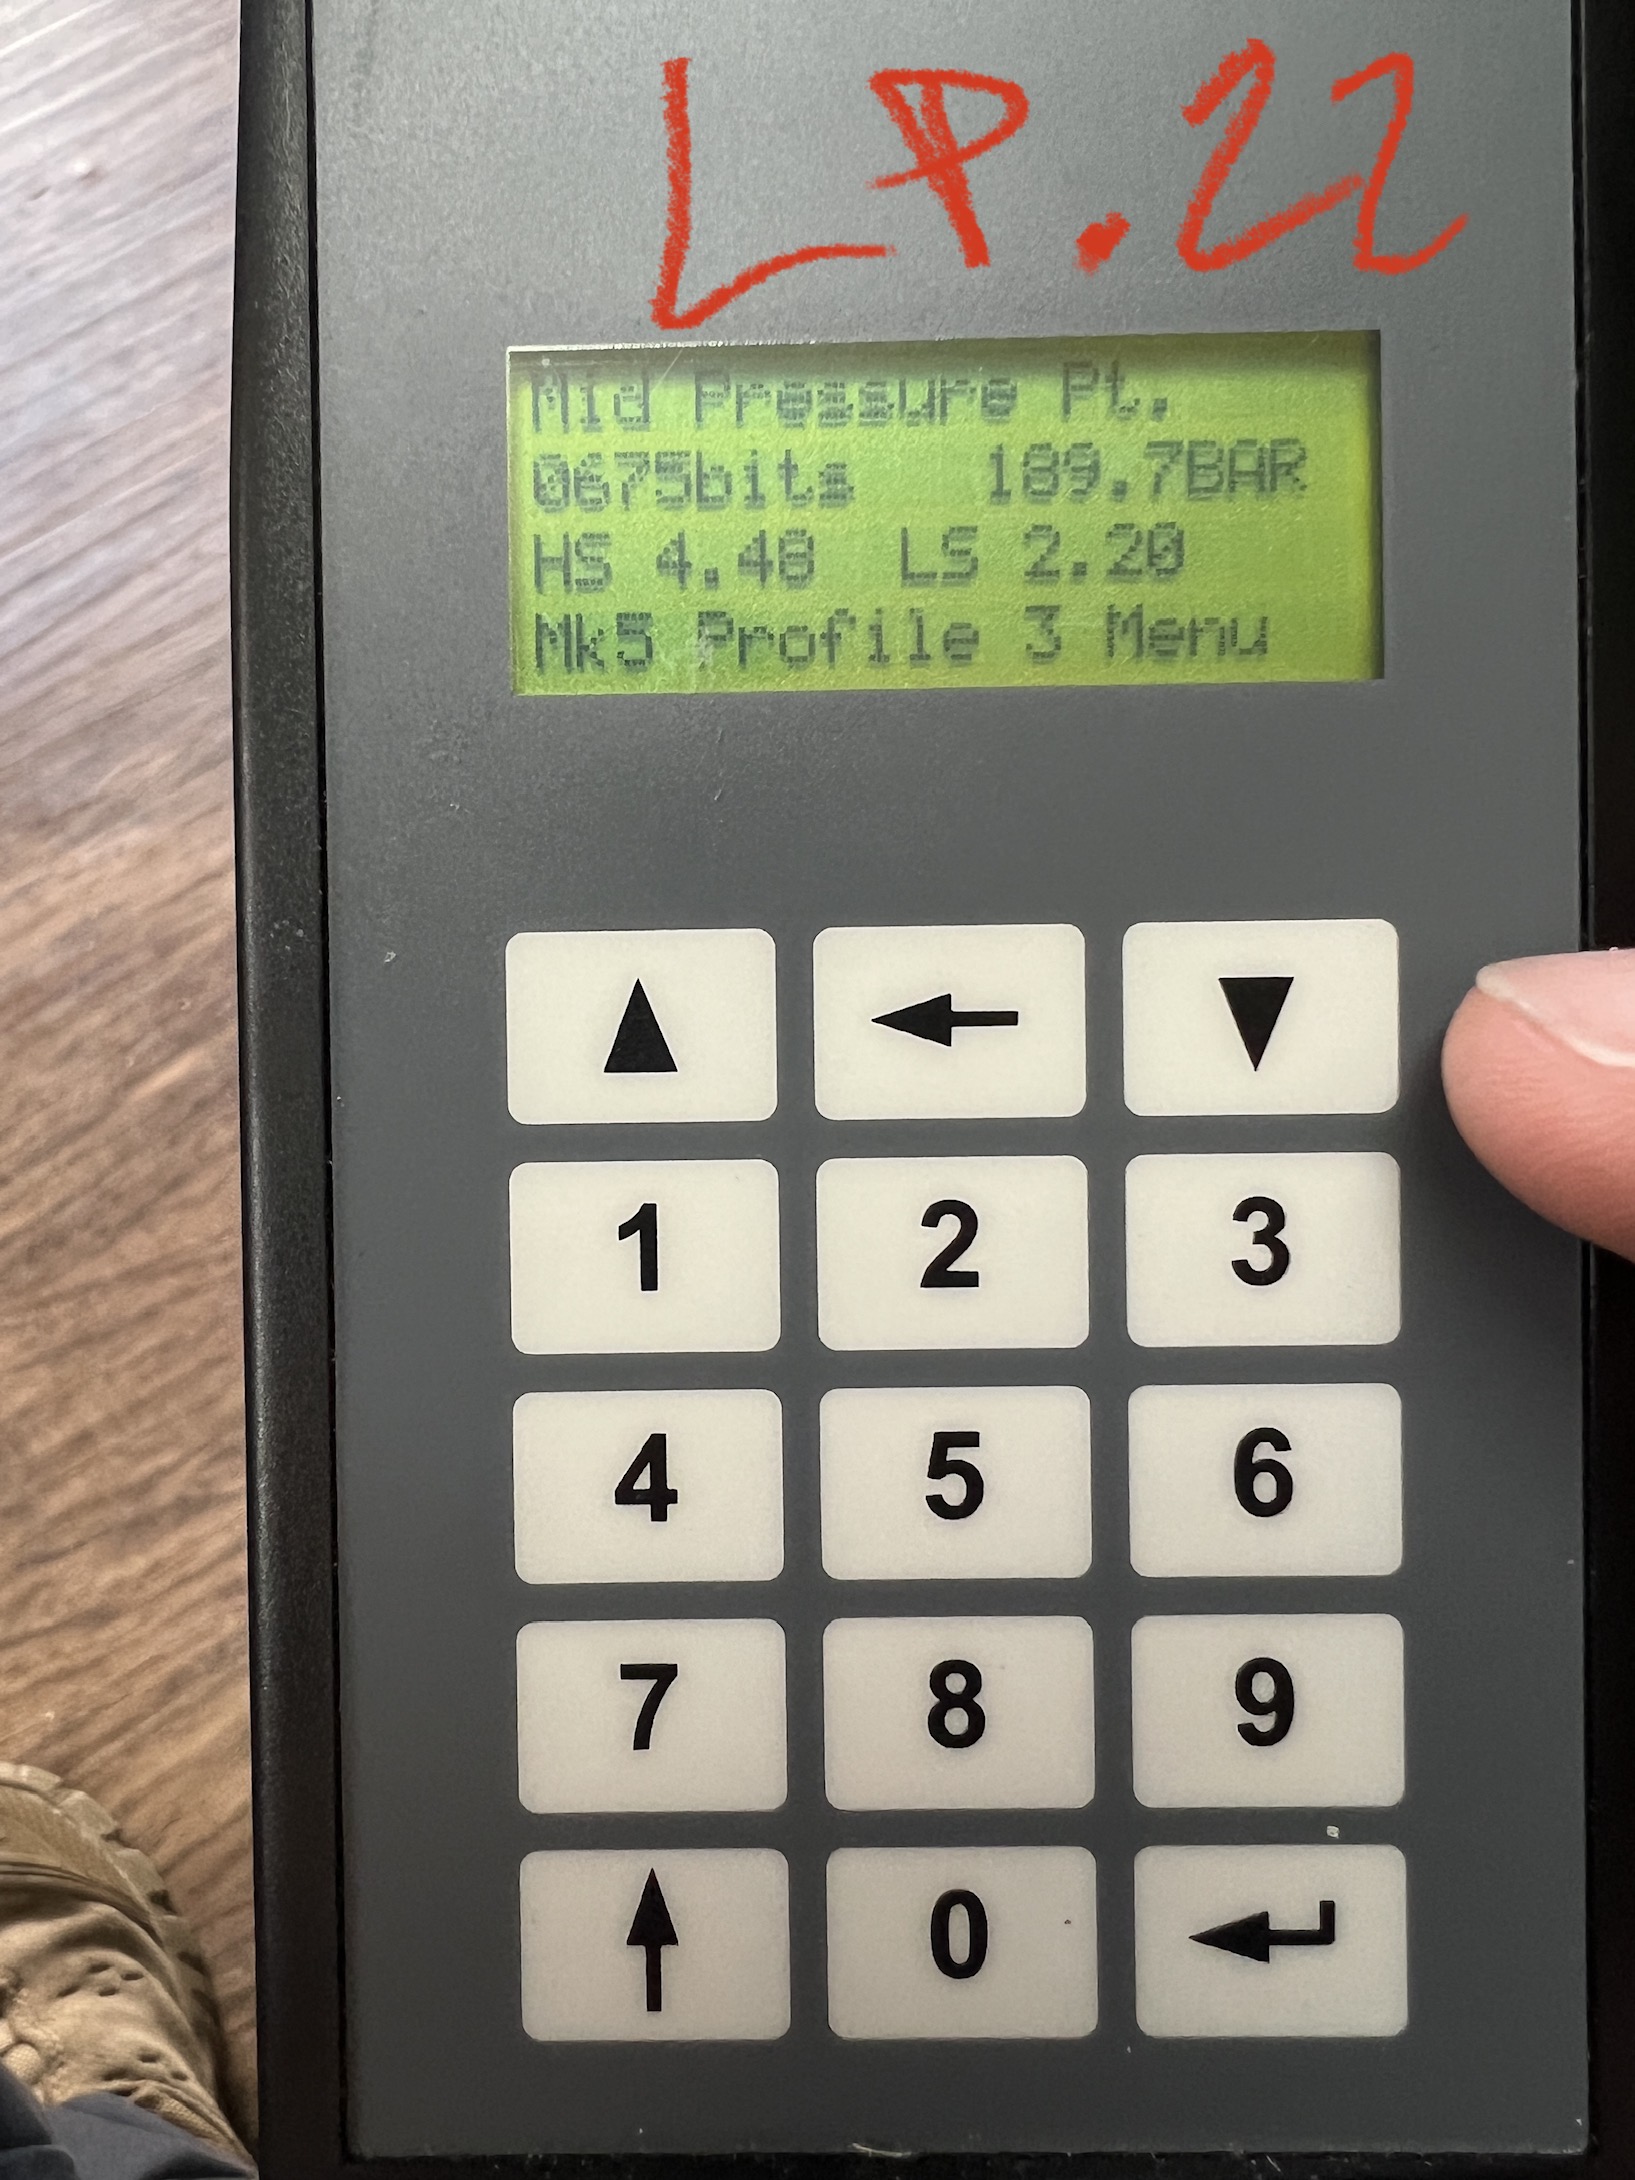 LP.22
Mid Pressure Pt.
0675bits 189.7BAR
HS 4.48 LS 2.20
Mk5 Profile 3 Menu
1 2 3
4 5 6
7 8 9
0